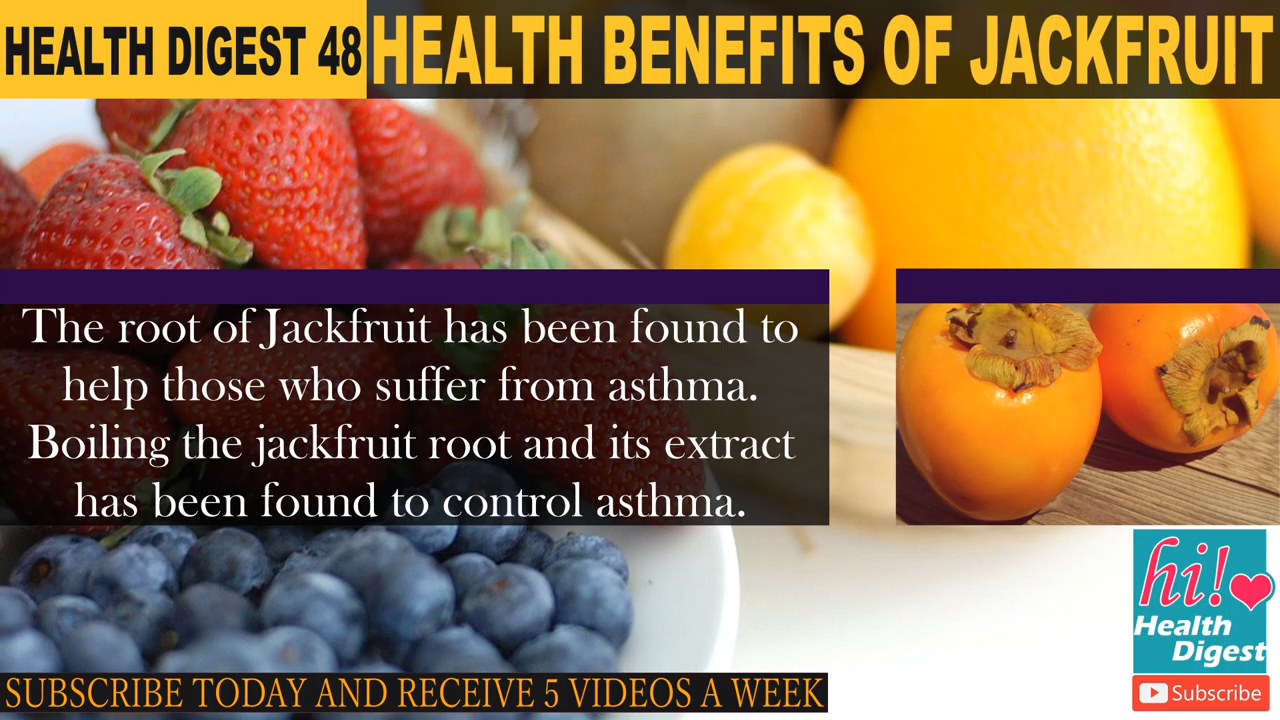 HEALTH DIGEST 48
HEALTH BENEFITS OF JACKFRUIT
The root of Jackfruit has been found to
help those who suffer from asthma.
Boiling the jackfruit root and its extract
has been found to control asthma.
hi!
Health
Digest
Subscribe
SUBSCRIBE TODAY AND RECEIVE 5 VIDEOS A WEEK